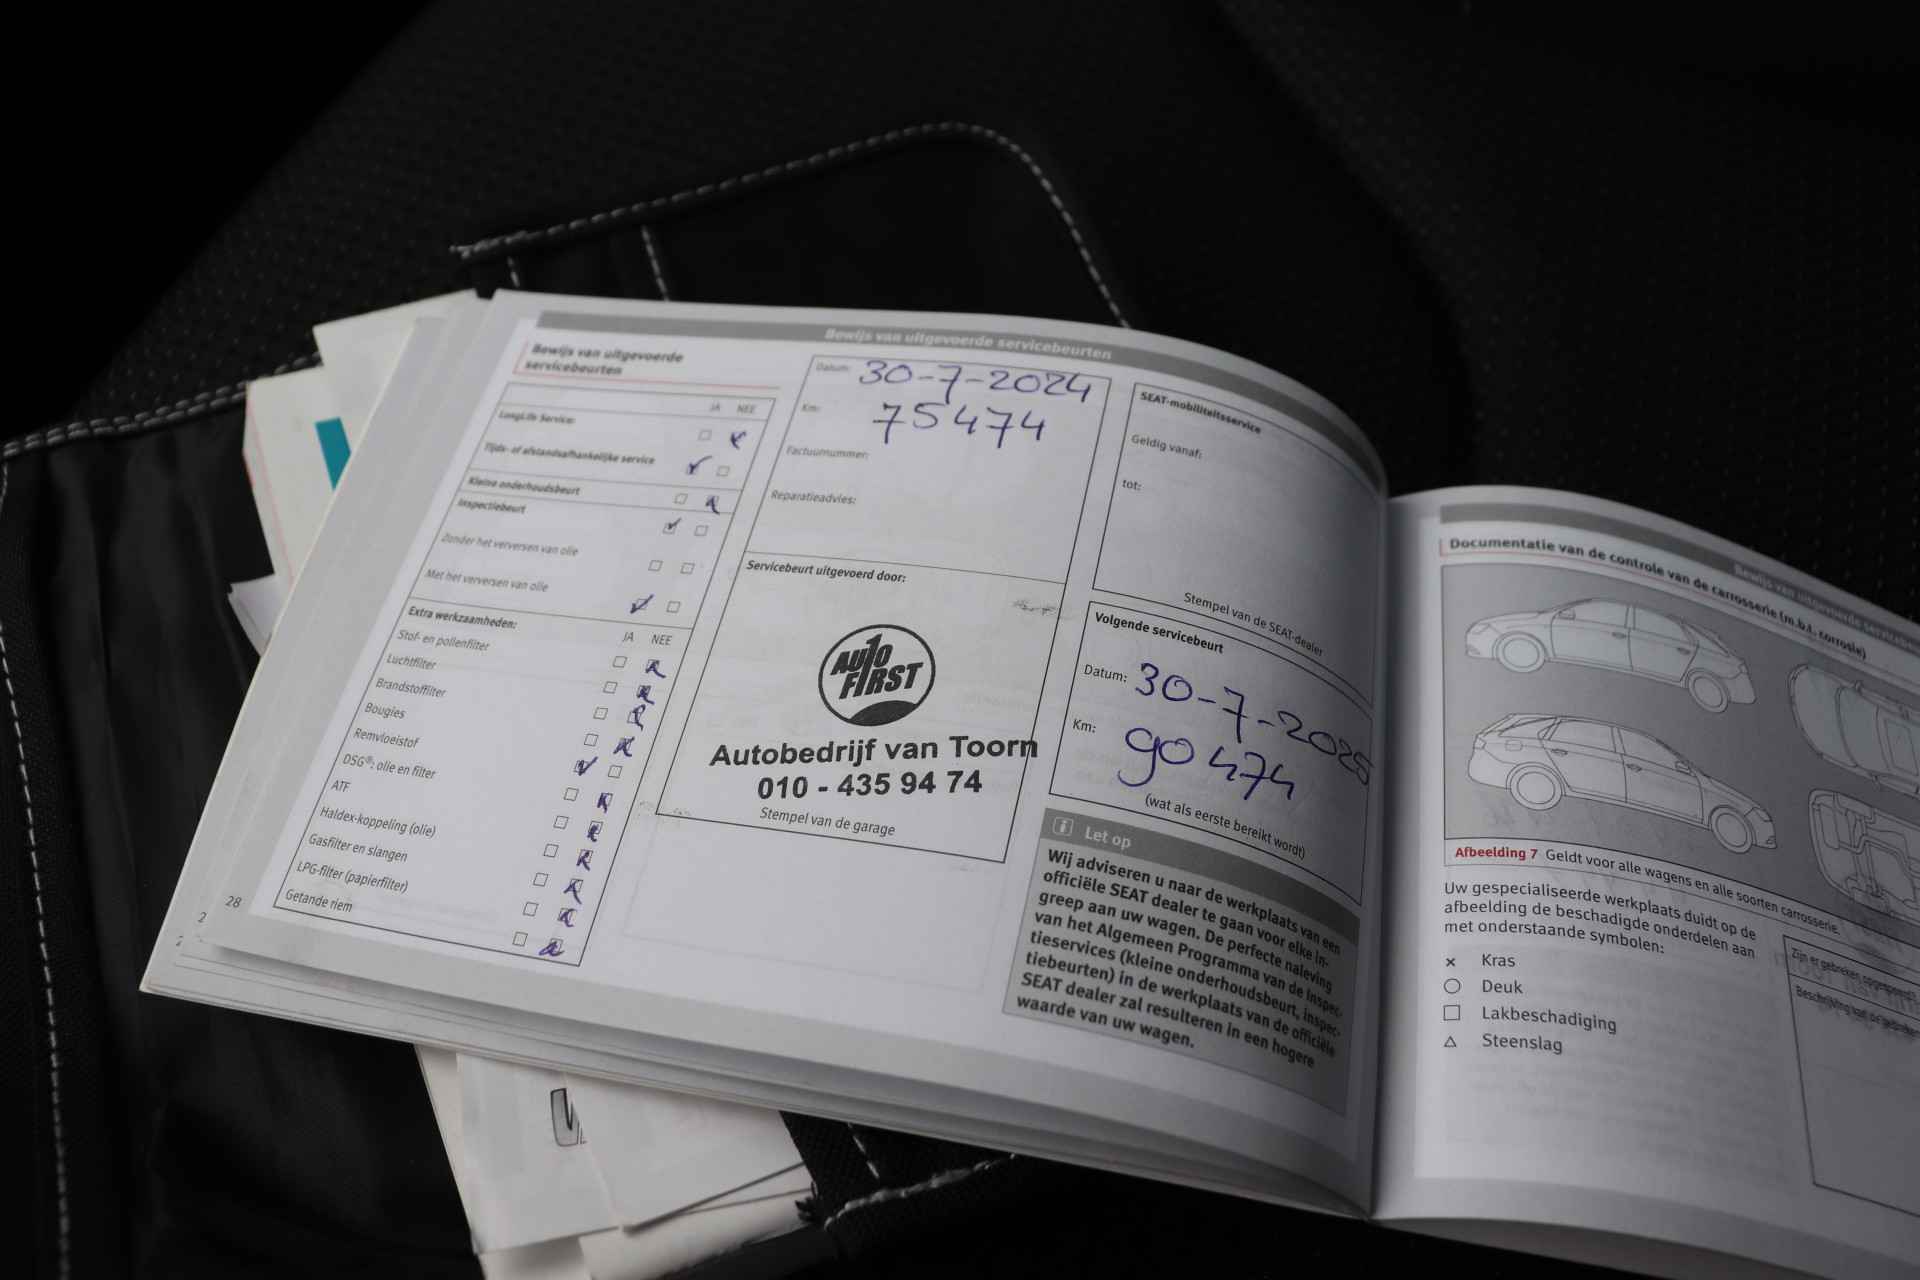 Bewijs van uitgevoerde servicebeurten
Bewijs van uitgevoerde
servicebeurten
JA NEE
LongLife Service:
Tijds- of afstandsafhankelijke service
Kleine onderhoudsbeurt
Inspectiebeurt
Zonder het verversen van olie
Met het verversen van olie
Extra werkzaamheden:
JA NEE
Stof- en pollenfilter
Luchtfilter
Brandstoffilter
Bougies
Remvloeistof
DSG®: olie en filter
ATF
Haldex-koppeling (olie)
Gasfilter en slangen
LPG-filter (papierfilter)
Getande riem
28
Datum: 30-7-2024
Km: 75474
Factuurnummer:
Reparatieadvies:
Servicebeurt uitgevoerd door:
AUTO
FIRST
Autobedrijf van Toorn
010 - 435 94 74
Stempel van de garage
SEAT-mobiliteitsservice
Geldig vanaf:
tot:
Stempel van de SEAT-dealer
Volgende servicebeurt
Datum: 30-7-2025
Km: 90474
(wat als eerste bereikt wordt)
Let op
Wij adviseren u naar de werkplaats van een
officiële SEAT dealer te gaan voor elke in-
greep aan uw wagen. De perfecte naleving
van het Algemeen Programma van de Inspec-
tieservices (kleine onderhoudsbeurt, inspec-
tiebeurten) in de werkplaats van de officiële
SEAT dealer zal resulteren in een hogere
waarde van uw wagen.
Bewijs van uitgevoerde
Documentatie van de controle van de carrosserie (m.b.t. corrosie)
Afbeelding 7 Geldt voor alle wagens en alle soorten carrosserie.
Uw gespecialiseerde werkplaats duidt op de
afbeelding de beschadigde onderdelen aan
met onderstaande symbolen:
× Kras
○ Deuk
□ Lakbeschadiging
△ Steenslag
Zijn er gebreken